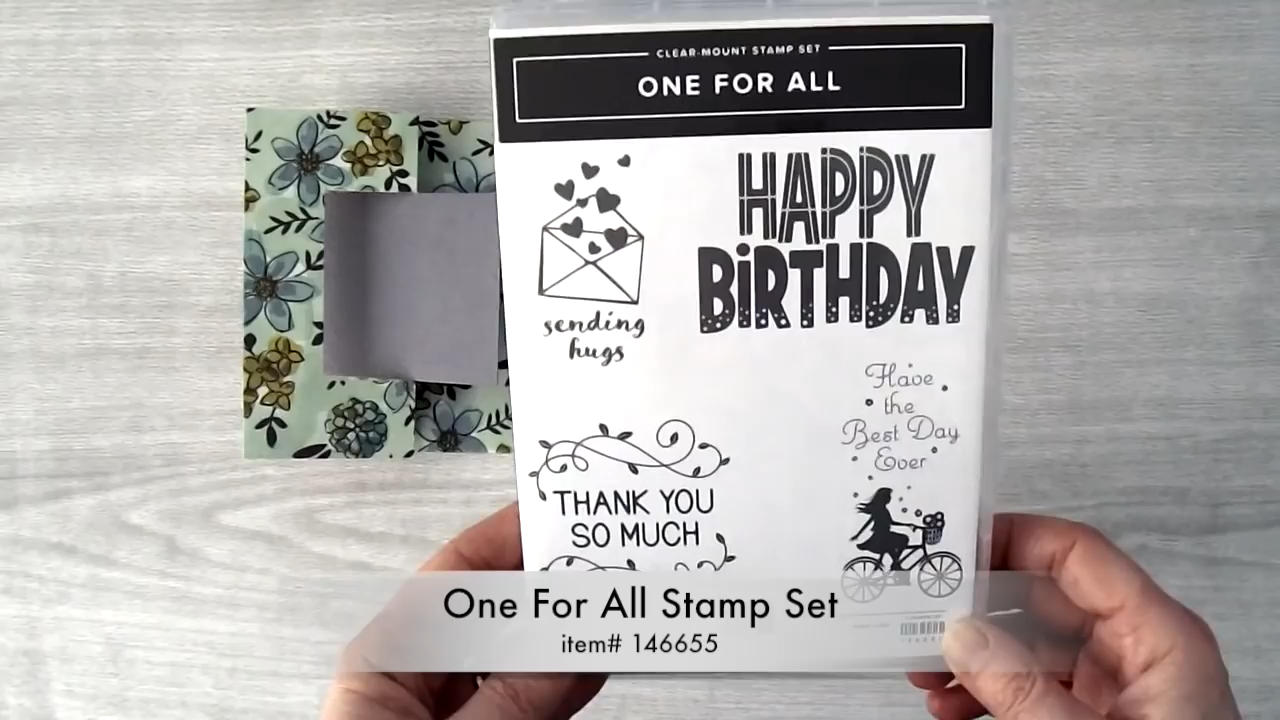 CLEAR-MOUNT STAMP SET
ONE FOR ALL
HAPPY
BiRTHDAY
sending
hugs
Have
the
Best Day
Ever
THANK YOU
SO MUCH
One For All Stamp Set
item# 146655